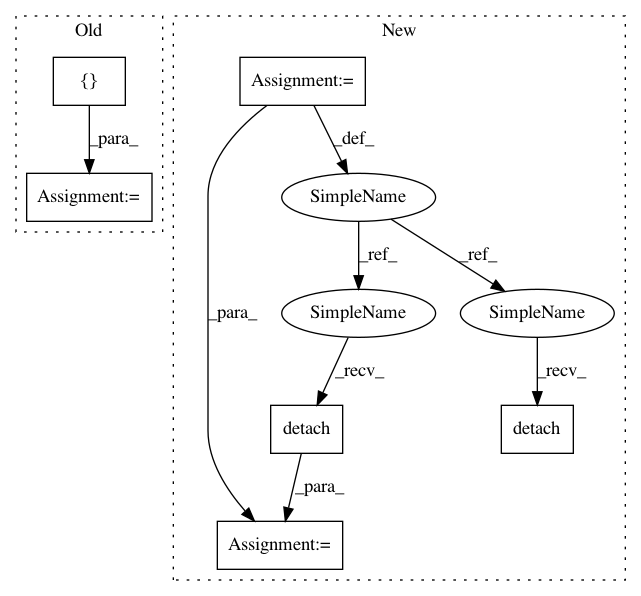 Old
New
{}
Assignment:=
_para_
_def_
Assignment:=
SimpleName
_ref_
_ref_
_para_
SimpleName
SimpleName
_recv_
_recv_
detach
detach
_para_
Assignment:=